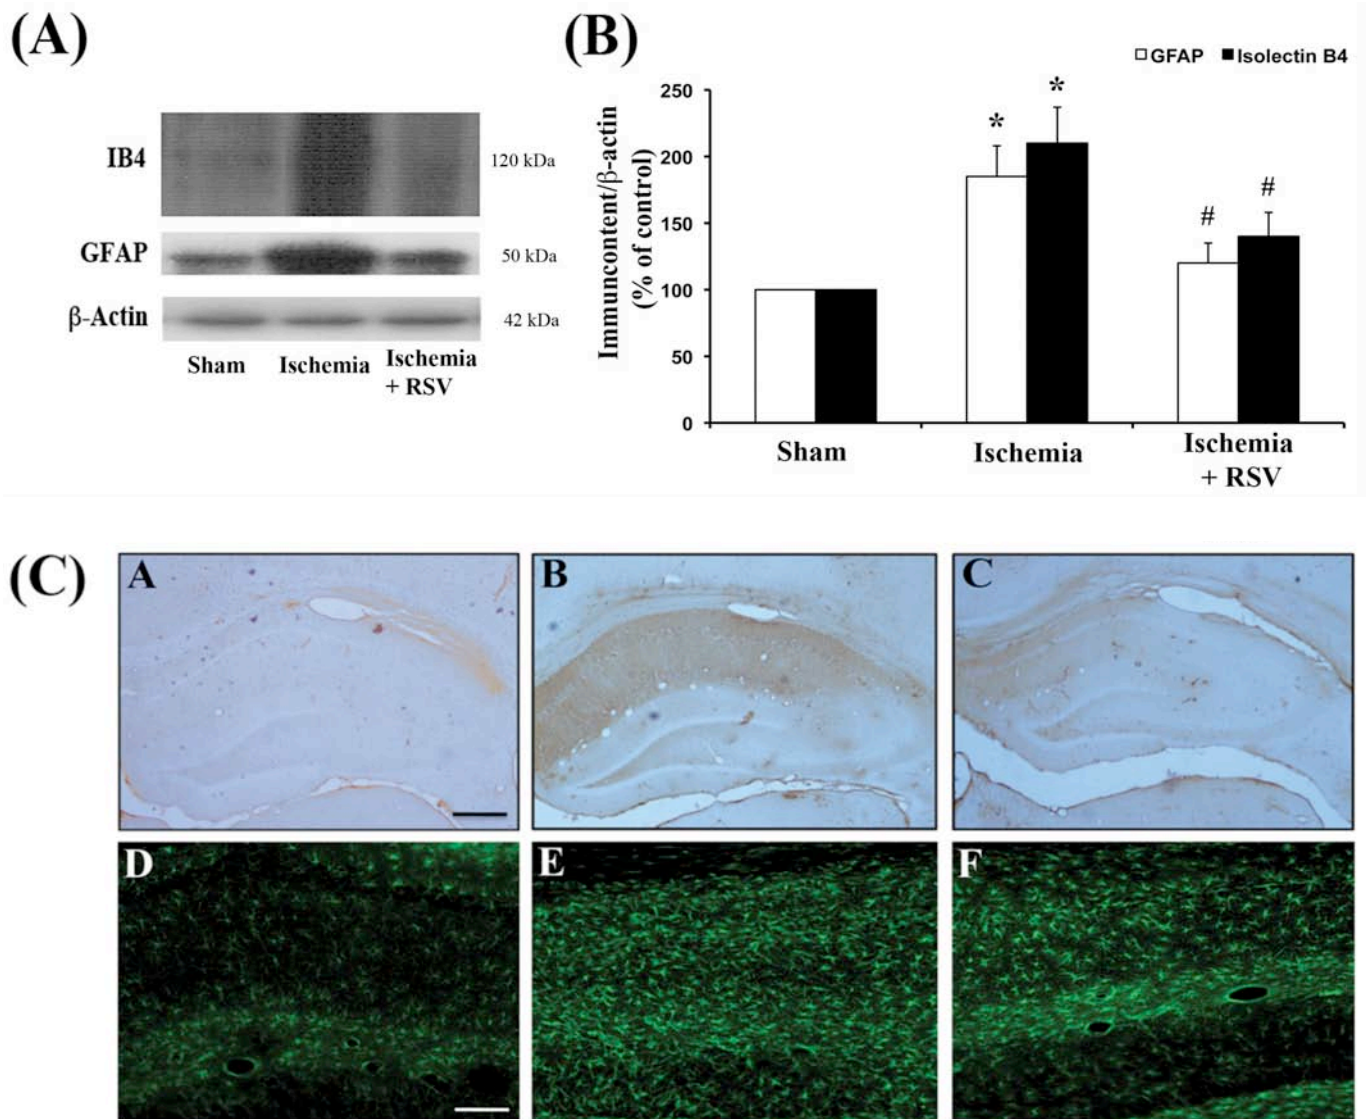 (A)
IB4
120 kDa
GFAP
50 kDa
β-Actin
42 kDa
Sham
Ischemia
Ischemia
+ RSV
(B)
GFAP
Isolectin B4
Immuncontent/β-actin
(% of control)
250
200
150
100
50
0
*
*
#
#
Sham
Ischemia
Ischemia
+ RSV
(C)
A
B
C
D
E
F